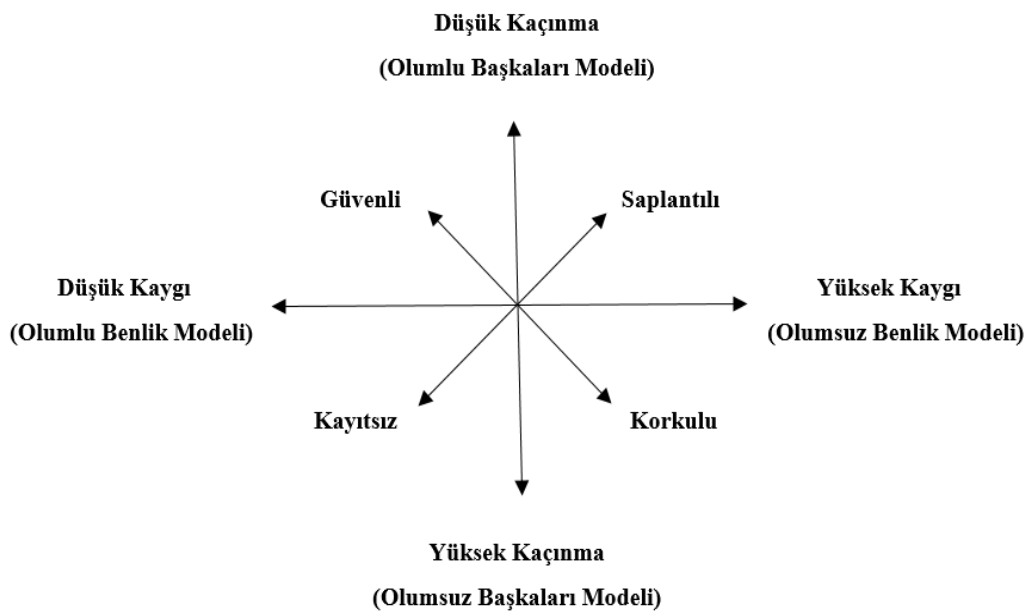 Düşük Kaçınma
(Olumlu Başkaları Modeli)
Güvenli
Saplantılı
Düşük Kaygı
(Olumlu Benlik Modeli)
Yüksek Kaygı
(Olumsuz Benlik Modeli)
Kayıtsız
Korkulu
Yüksek Kaçınma
(Olumsuz Başkaları Modeli)